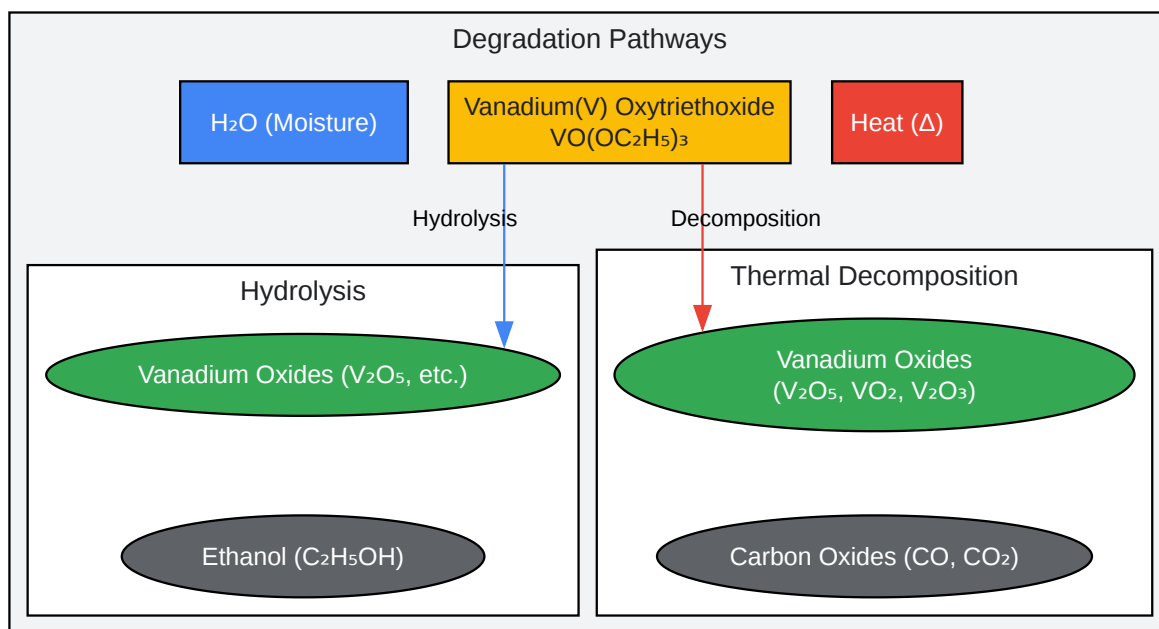 Degradation Pathways
H₂O (Moisture)
Vanadium(V) Oxytriethoxide
VO(OC₂H₅)₃
Heat (Δ)
Hydrolysis
Decomposition
Hydrolysis
Vanadium Oxides (V₂O₅, etc.)
Ethanol (C₂H₅OH)
Thermal Decomposition
Vanadium Oxides
(V₂O₅, VO₂, V₂O₃)
Carbon Oxides (CO, CO₂)